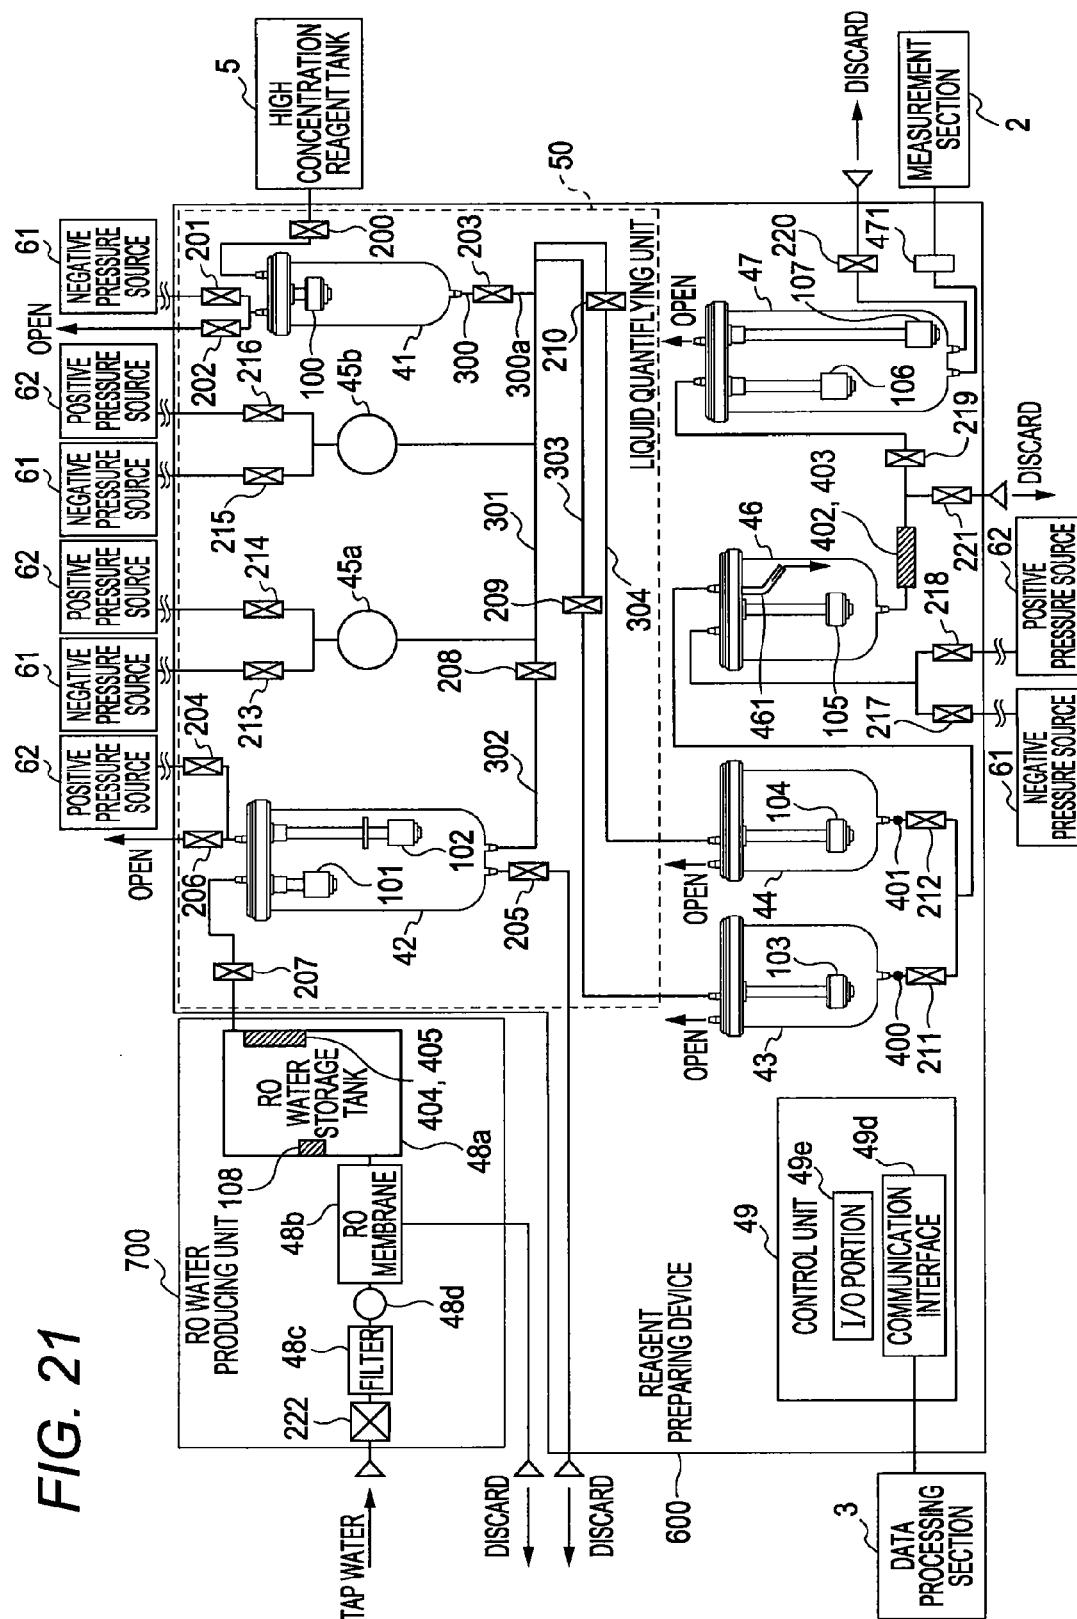 FIG. 21
TAP WATER
222
FILTER
48c
48d
RO
MEMBRANE
48b
48a
108
RO
WATER
STORAGE
TANK
404, 405
RO WATER
PRODUCING UNIT
700
DISCARD
DISCARD
600
REAGENT
PREPARING DEVICE
3
DATA
PROCESSING
SECTION
49
CONTROL UNIT
49e
I/O PORTION
49d
COMMUNICATION
INTERFACE
207
OPEN
206
204
62
POSITIVE
PRESSURE
SOURCE
61
NEGATIVE
PRESSURE
SOURCE
62
POSITIVE
PRESSURE
SOURCE
61
NEGATIVE
PRESSURE
SOURCE
62
POSITIVE
PRESSURE
SOURCE
OPEN
61
NEGATIVE
PRESSURE
SOURCE
101
102
42
205
213
214
45a
215
216
45b
202
201
100
41
200
5
HIGH
CONCENTRATION
REAGENT TANK
50
300
203
300a
302
208
301
209
303
304
210
LIQUID QUANTIFLYING UNIT
OPEN
103
43
400
211
OPEN
104
44
401
212
46
461
105
402, 403
217
218
61
NEGATIVE
PRESSURE SOURCE
62
POSITIVE
PRESSURE SOURCE
221
DISCARD
219
OPEN
47
106
107
220
471
DISCARD
MEASUREMENT
SECTION
2